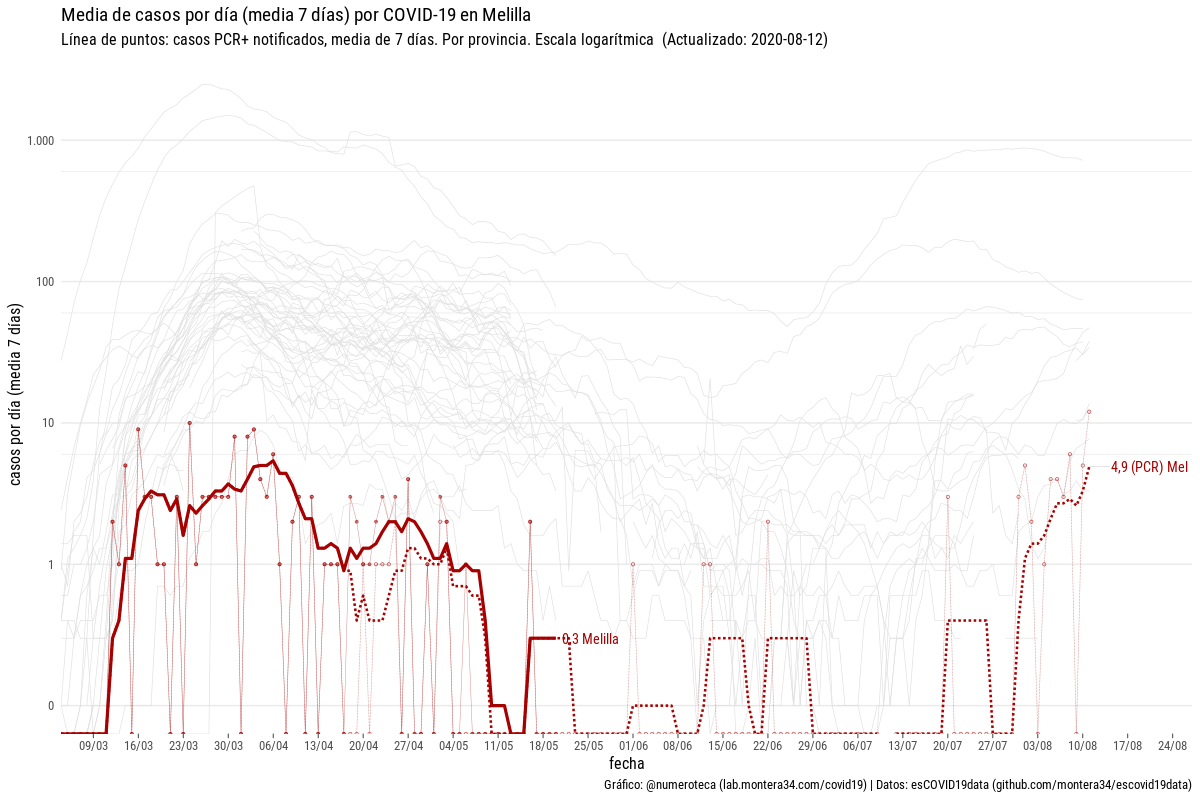 Media de casos por día (media 7 días) por COVID-19 en Melilla
Línea de puntos: casos PCR+ notificados, media de 7 días. Por provincia. Escala logarítmica (Actualizado: 2020-08-12)
casos por día (media 7 días)
1.000
100
10
1
0
4,9 (PCR) Mel
0,3 Melilla
09/03 16/03 23/03 30/03 06/04 13/04 20/04 27/04 04/05 11/05 18/05 25/05 01/06 08/06 15/06 22/06 29/06 06/07 13/07 20/07 27/07 03/08 10/08 17/08 24/08
fecha
Gráfico: @numeroteca (lab.montera34.com/covid19) | Datos: esCOVID19data (github.com/montera34/escovid19data)